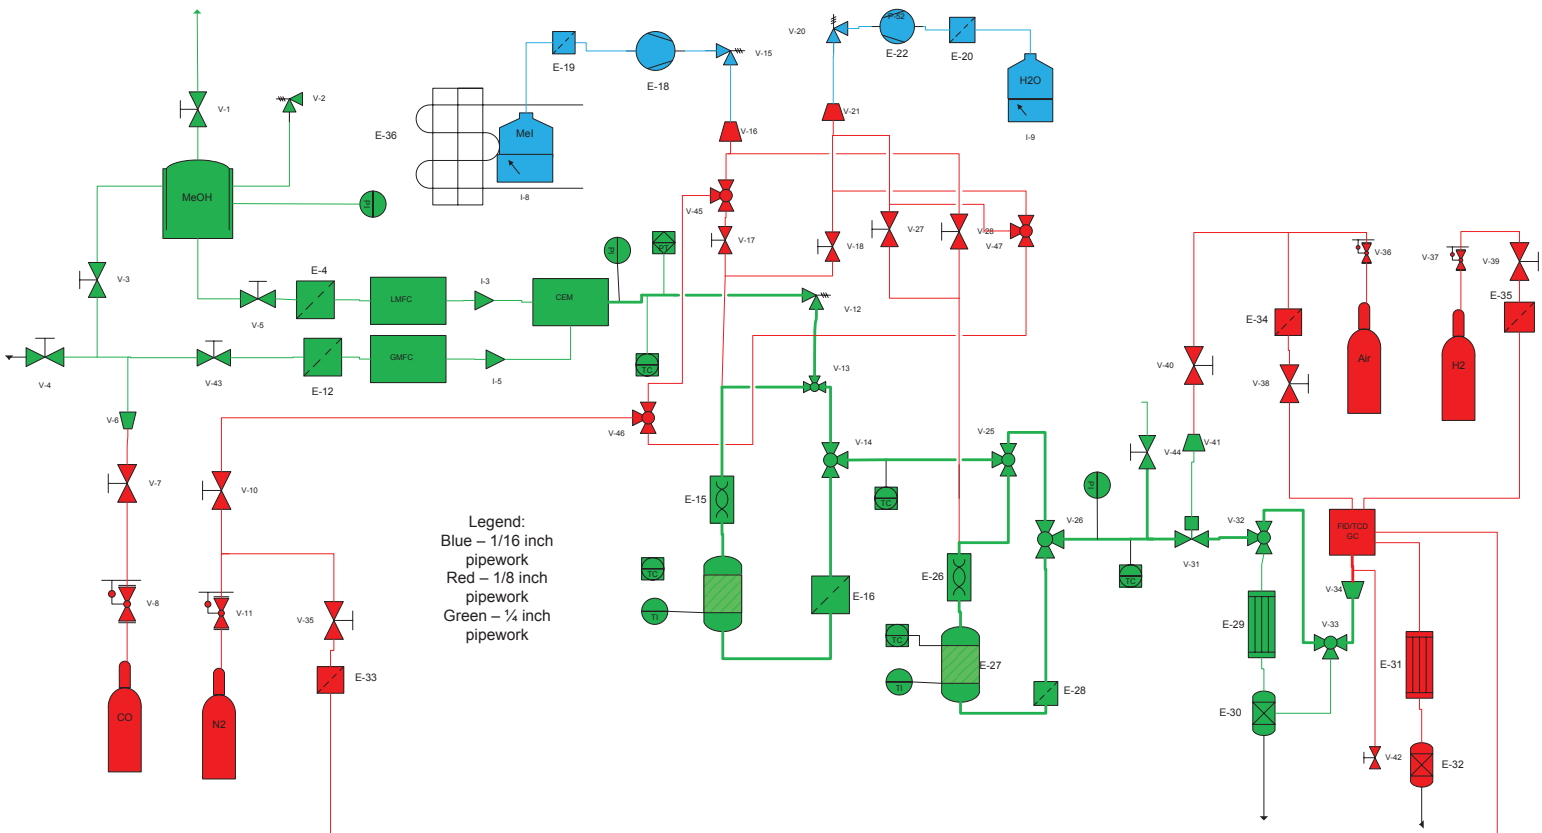 P-52
V-20
E-22
E-20
E-19
V-15
E-18
H2O
V-2
V-1
V-21
V-16
MeI
E-36
I-9
MeOH
I-8
PI
V-45
V-17
V-18
V-27
V-28
V-47
PI
PT
V-36
V-37
V-39
V-3
E-4
I-3
LMFC
CEM
E-35
V-5
V-12
E-34
GMFC
Air
H2
TC
V-40
V-4
V-43
E-12
I-5
V-13
V-38
V-6
V-46
V-14
V-25
V-41
V-44
V-7
V-10
E-15
TC
PI
Legend:
Blue – 1/16 inch
pipework
Red – 1/8 inch
pipework
Green – ¼ inch
pipework
V-26
V-32
FID/TCD
GC
V-31
TC
TC
E-26
V-34
V-8
V-11
V-35
TI
E-16
E-29
V-33
TC
E-27
E-31
E-33
TI
E-28
CO
N2
E-30
V-42
E-32